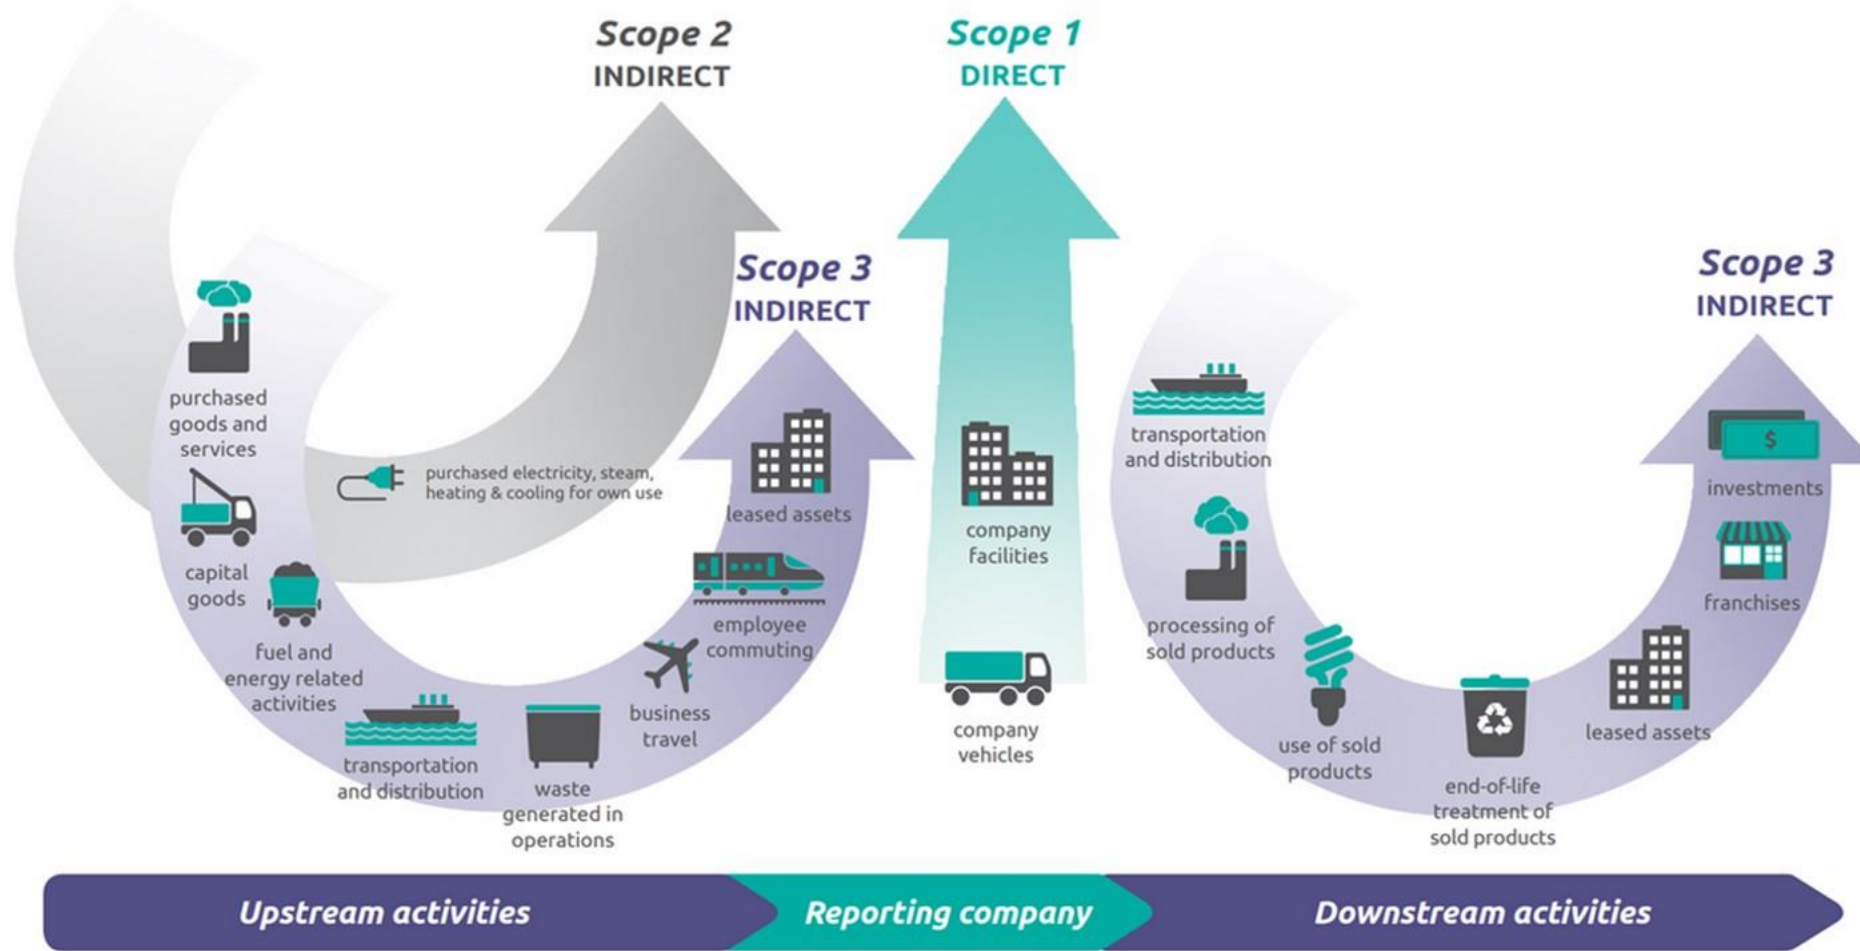 Scope 2
INDIRECT
Scope 1
DIRECT
Scope 3
INDIRECT
Scope 3
INDIRECT
purchased
goods and
services
capital
goods
fuel and
energy related
activities
transportation
and distribution
waste
generated in
operations
business
travel
employee
commuting
leased assets
purchased electricity, steam,
heating & cooling for own use
company
facilities
company
vehicles
transportation
and distribution
processing of
sold products
use of sold
products
end-of-life
treatment of
sold products
leased assets
franchises
$
investments
Upstream activities
Reporting company
Downstream activities